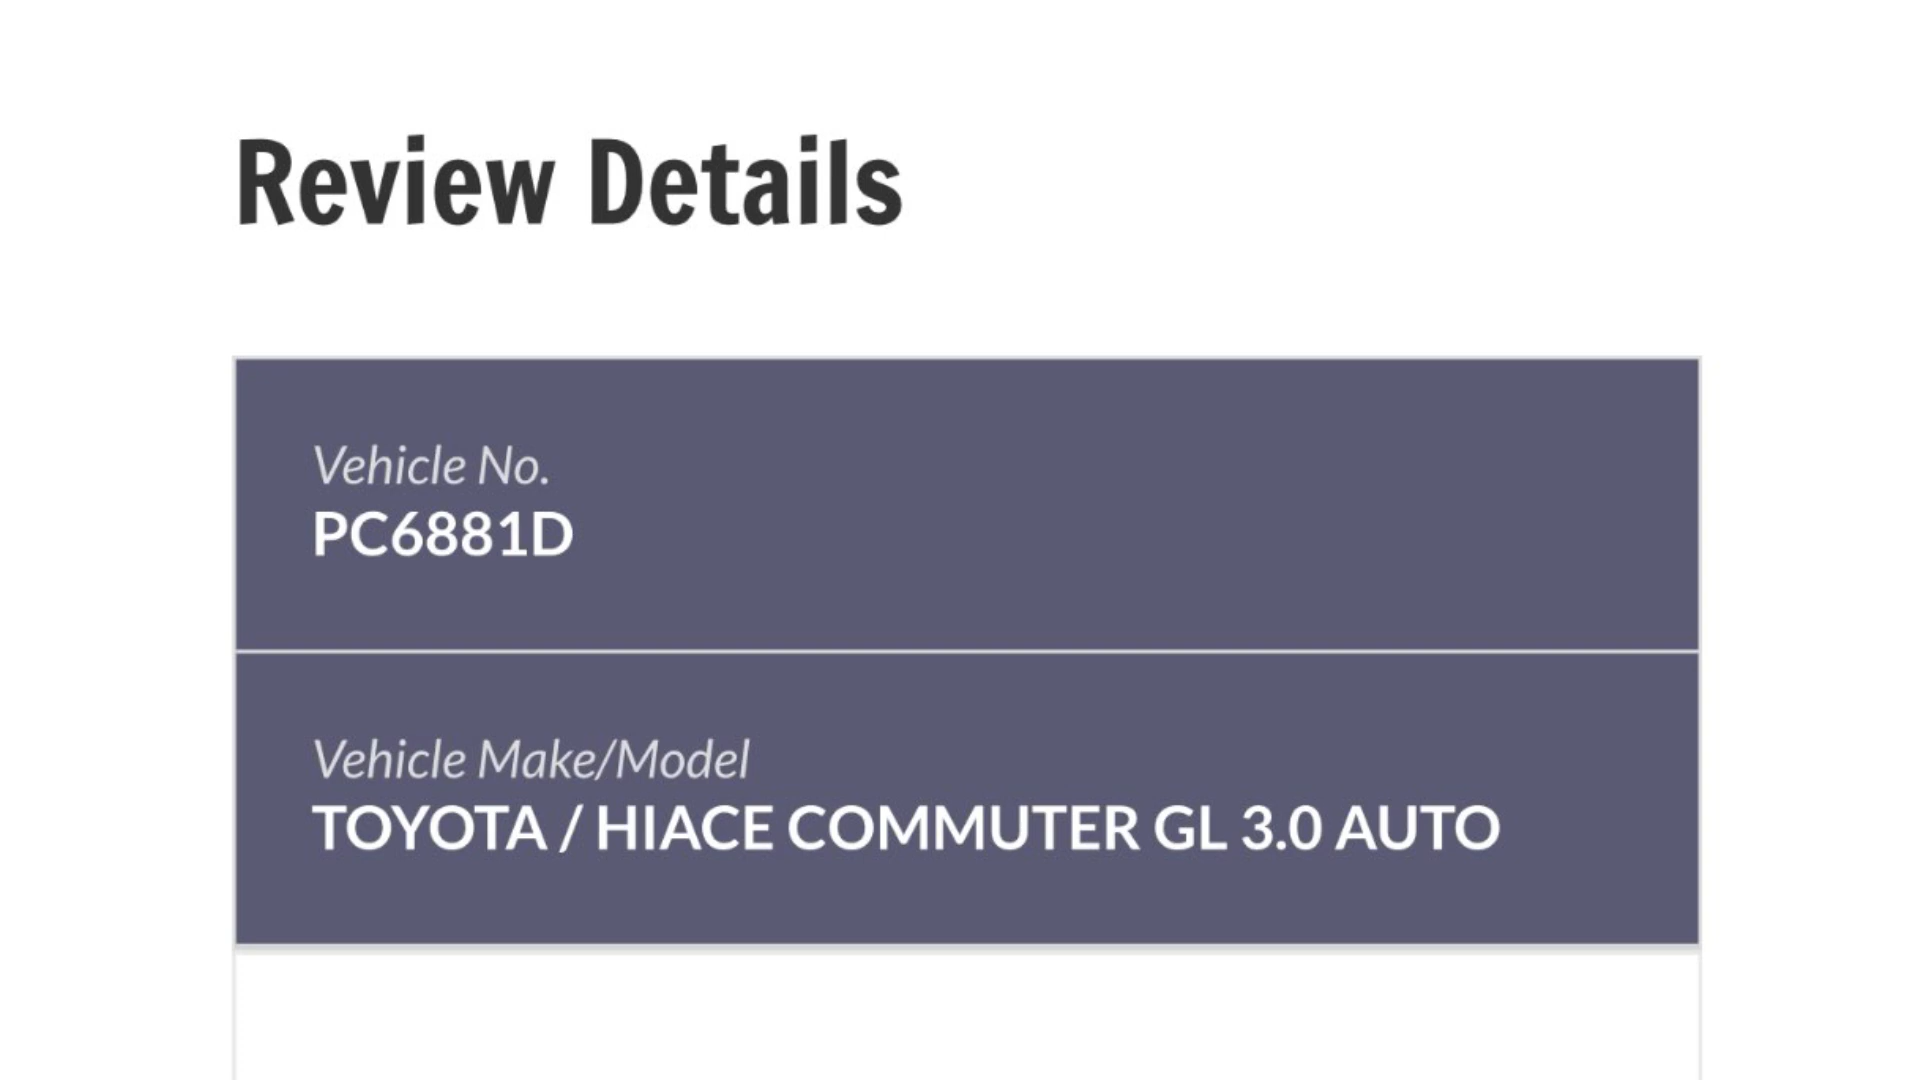 Review Details
Vehicle No.
PC6881D
Vehicle Make/Model
TOYOTA / HIACE COMMUTER GL 3.0 AUTO